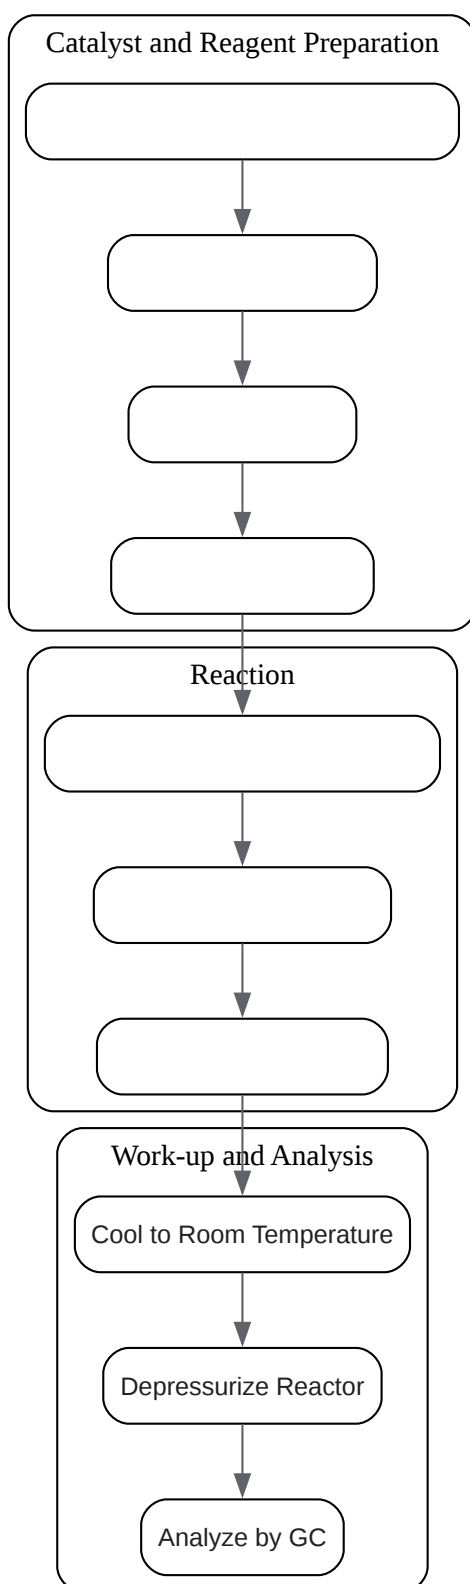 Catalyst and Reagent Preparation
Reaction
Work-up and Analysis
Cool to Room Temperature
Depressurize Reactor
Analyze by GC